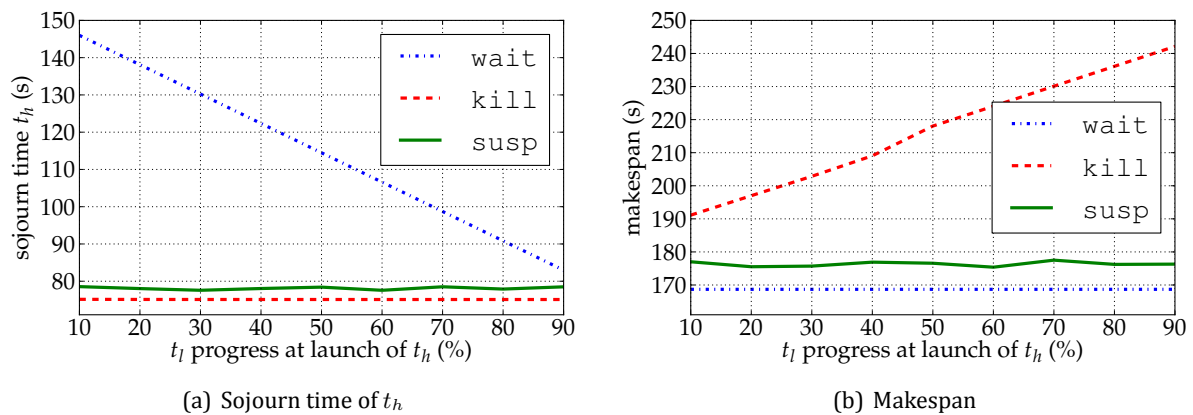 150
140
130
120
110
100
90
80
sojourn time t_h (s)
wait
kill
susp
10 20 30 40 50 60 70 80 90
t_l progress at launch of t_h (%)
(a) Sojourn time of t_h
250
240
230
220
210
200
190
180
170
makespan (s)
wait
kill
susp
10 20 30 40 50 60 70 80 90
t_l progress at launch of t_h (%)
(b) Makespan